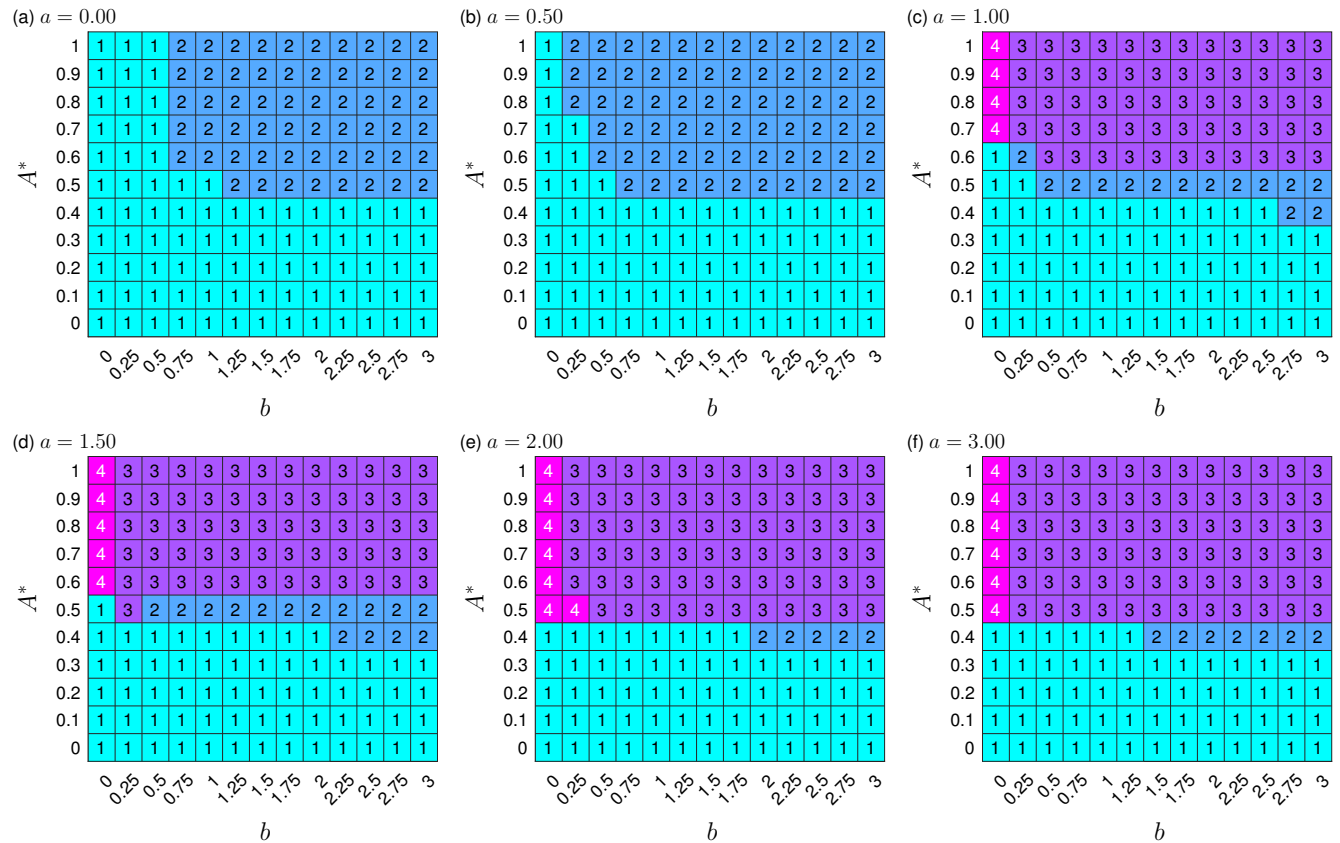 (a) a = 0.00
A*
1 1 1 1 2 2 2 2 2 2 2 2 2 2
0.9 1 1 1 2 2 2 2 2 2 2 2 2 2
0.8 1 1 1 2 2 2 2 2 2 2 2 2 2
0.7 1 1 1 2 2 2 2 2 2 2 2 2 2
0.6 1 1 1 2 2 2 2 2 2 2 2 2 2
0.5 1 1 1 1 1 2 2 2 2 2 2 2 2
0.4 1 1 1 1 1 1 1 1 1 1 1 1 1
0.3 1 1 1 1 1 1 1 1 1 1 1 1 1
0.2 1 1 1 1 1 1 1 1 1 1 1 1 1
0.1 1 1 1 1 1 1 1 1 1 1 1 1 1
0 1 1 1 1 1 1 1 1 1 1 1 1 1
0 0.25 0.5 0.75 1 1.25 1.5 1.75 2 2.25 2.5 2.75 3
b
(b) a = 0.50
A*
1 1 2 2 2 2 2 2 2 2 2 2 2 2
0.9 1 2 2 2 2 2 2 2 2 2 2 2 2
0.8 1 2 2 2 2 2 2 2 2 2 2 2 2
0.7 1 1 2 2 2 2 2 2 2 2 2 2 2
0.6 1 1 2 2 2 2 2 2 2 2 2 2 2
0.5 1 1 1 2 2 2 2 2 2 2 2 2 2
0.4 1 1 1 1 1 1 1 1 1 1 1 1 1
0.3 1 1 1 1 1 1 1 1 1 1 1 1 1
0.2 1 1 1 1 1 1 1 1 1 1 1 1 1
0.1 1 1 1 1 1 1 1 1 1 1 1 1 1
0 1 1 1 1 1 1 1 1 1 1 1 1 1
0 0.25 0.5 0.75 1 1.25 1.5 1.75 2 2.25 2.5 2.75 3
b
(c) a = 1.00
A*
1 4 3 3 3 3 3 3 3 3 3 3 3 3
0.9 4 3 3 3 3 3 3 3 3 3 3 3 3
0.8 4 3 3 3 3 3 3 3 3 3 3 3 3
0.7 4 3 3 3 3 3 3 3 3 3 3 3 3
0.6 1 2 3 3 3 3 3 3 3 3 3 3 3
0.5 1 1 2 2 2 2 2 2 2 2 2 2 2
0.4 1 1 1 1 1 1 1 1 1 1 1 2 2
0.3 1 1 1 1 1 1 1 1 1 1 1 1 1
0.2 1 1 1 1 1 1 1 1 1 1 1 1 1
0.1 1 1 1 1 1 1 1 1 1 1 1 1 1
0 1 1 1 1 1 1 1 1 1 1 1 1 1
0 0.25 0.5 0.75 1 1.25 1.5 1.75 2 2.25 2.5 2.75 3
b
(d) a = 1.50
A*
1 4 3 3 3 3 3 3 3 3 3 3 3 3
0.9 4 3 3 3 3 3 3 3 3 3 3 3 3
0.8 4 3 3 3 3 3 3 3 3 3 3 3 3
0.7 4 3 3 3 3 3 3 3 3 3 3 3 3
0.6 4 3 3 3 3 3 3 3 3 3 3 3 3
0.5 1 3 2 2 2 2 2 2 2 2 2 2 2
0.4 1 1 1 1 1 1 1 1 1 2 2 2 2
0.3 1 1 1 1 1 1 1 1 1 1 1 1 1
0.2 1 1 1 1 1 1 1 1 1 1 1 1 1
0.1 1 1 1 1 1 1 1 1 1 1 1 1 1
0 1 1 1 1 1 1 1 1 1 1 1 1 1
0 0.25 0.5 0.75 1 1.25 1.5 1.75 2 2.25 2.5 2.75 3
b
(e) a = 2.00
A*
1 4 3 3 3 3 3 3 3 3 3 3 3 3
0.9 4 3 3 3 3 3 3 3 3 3 3 3 3
0.8 4 3 3 3 3 3 3 3 3 3 3 3 3
0.7 4 3 3 3 3 3 3 3 3 3 3 3 3
0.6 4 3 3 3 3 3 3 3 3 3 3 3 3
0.5 4 4 3 3 3 3 3 3 3 3 3 3 3
0.4 1 1 1 1 1 1 1 1 2 2 2 2 2
0.3 1 1 1 1 1 1 1 1 1 1 1 1 1
0.2 1 1 1 1 1 1 1 1 1 1 1 1 1
0.1 1 1 1 1 1 1 1 1 1 1 1 1 1
0 1 1 1 1 1 1 1 1 1 1 1 1 1
0 0.25 0.5 0.75 1 1.25 1.5 1.75 2 2.25 2.5 2.75 3
b
(f) a = 3.00
A*
1 4 3 3 3 3 3 3 3 3 3 3 3 3
0.9 4 3 3 3 3 3 3 3 3 3 3 3 3
0.8 4 3 3 3 3 3 3 3 3 3 3 3 3
0.7 4 3 3 3 3 3 3 3 3 3 3 3 3
0.6 4 3 3 3 3 3 3 3 3 3 3 3 3
0.5 4 3 3 3 3 3 3 3 3 3 3 3 3
0.4 1 1 1 1 1 1 2 2 2 2 2 2 2
0.3 1 1 1 1 1 1 1 1 1 1 1 1 1
0.2 1 1 1 1 1 1 1 1 1 1 1 1 1
0.1 1 1 1 1 1 1 1 1 1 1 1 1 1
0 1 1 1 1 1 1 1 1 1 1 1 1 1
0 0.25 0.5 0.75 1 1.25 1.5 1.75 2 2.25 2.5 2.75 3
b